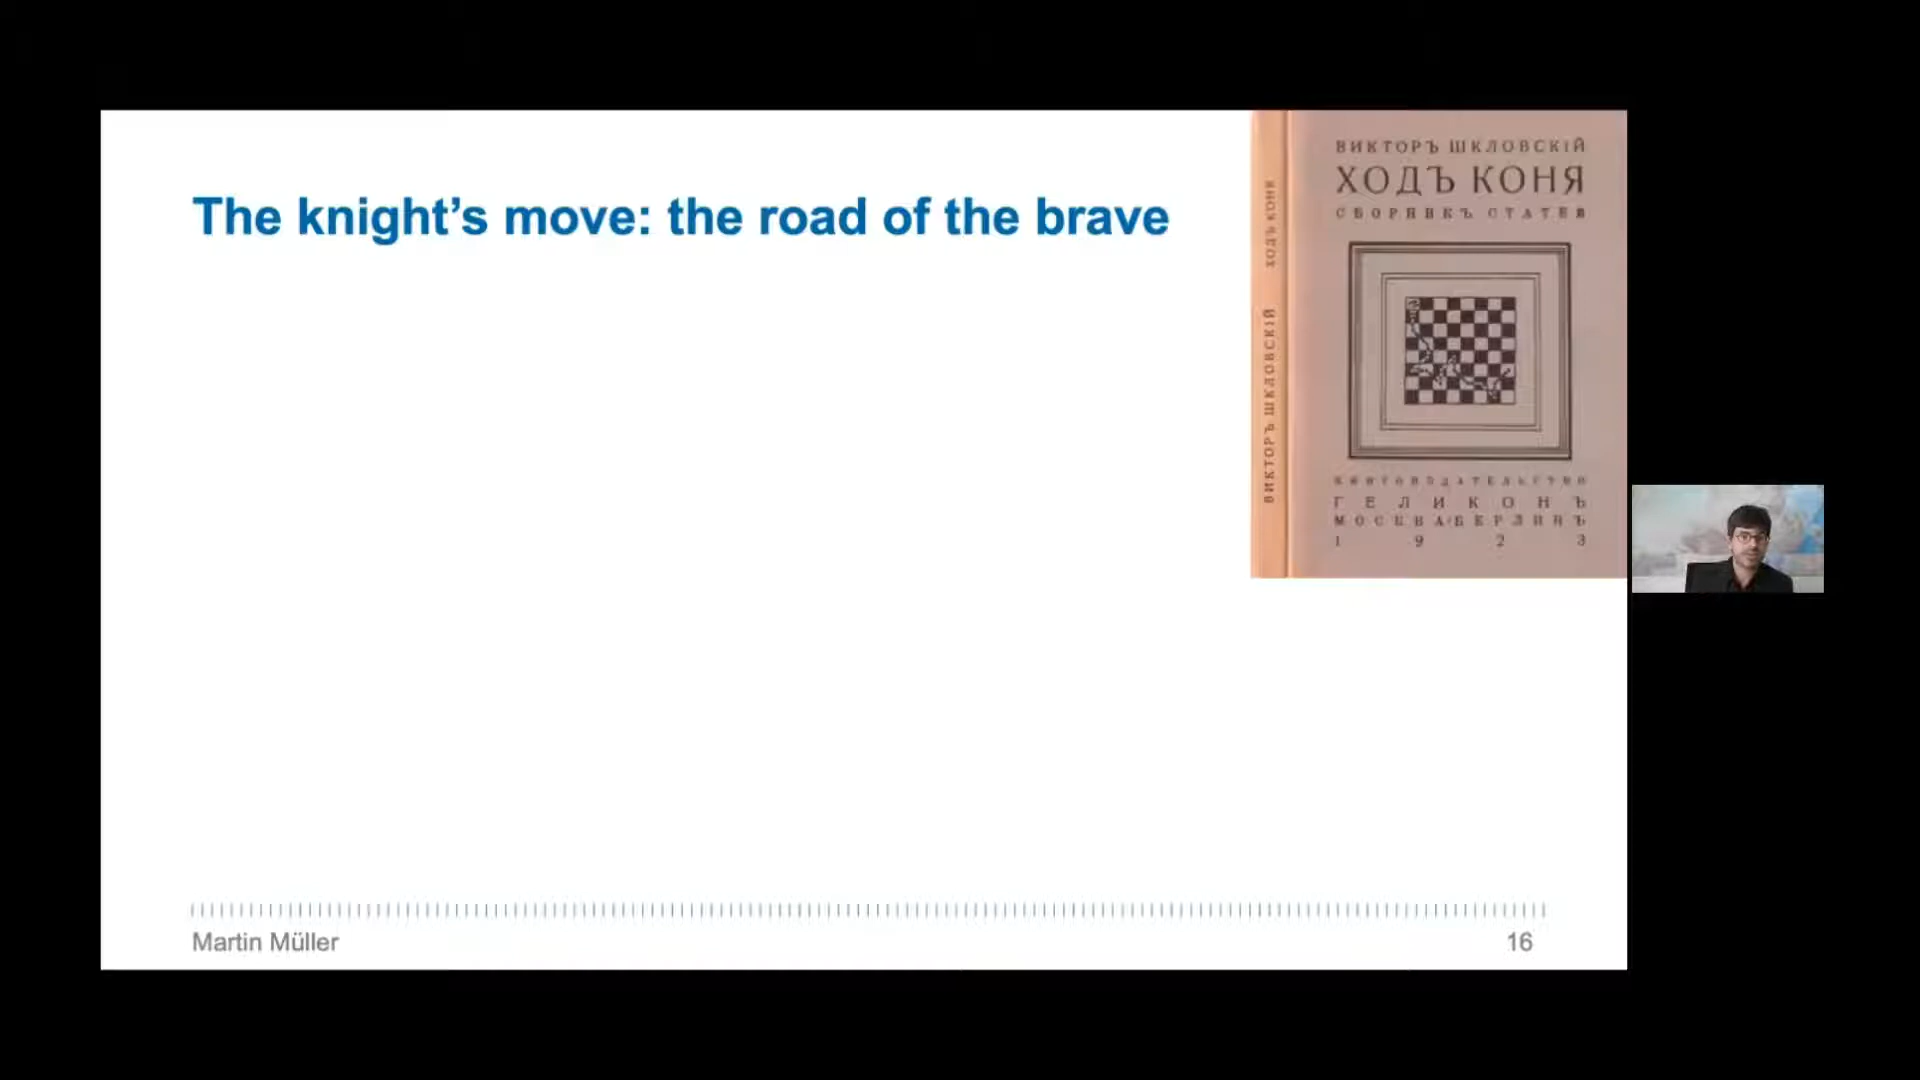 The knight’s move: the road of the brave
ВИКТОРЪ ШКЛОВСКІЙ
ХОДЪ КОНЯ
СБОРНИКЪ СТАТЕЙ
КНИГОИЗДАТЕЛЬСТВО
ГЕЛИКОНЪ
МОСКВА/БЕРЛИНЪ
1923
ВИКТОРЪ ШКЛОВСКІЙ ХОДЪ КОНЯ
Martin Müller
16